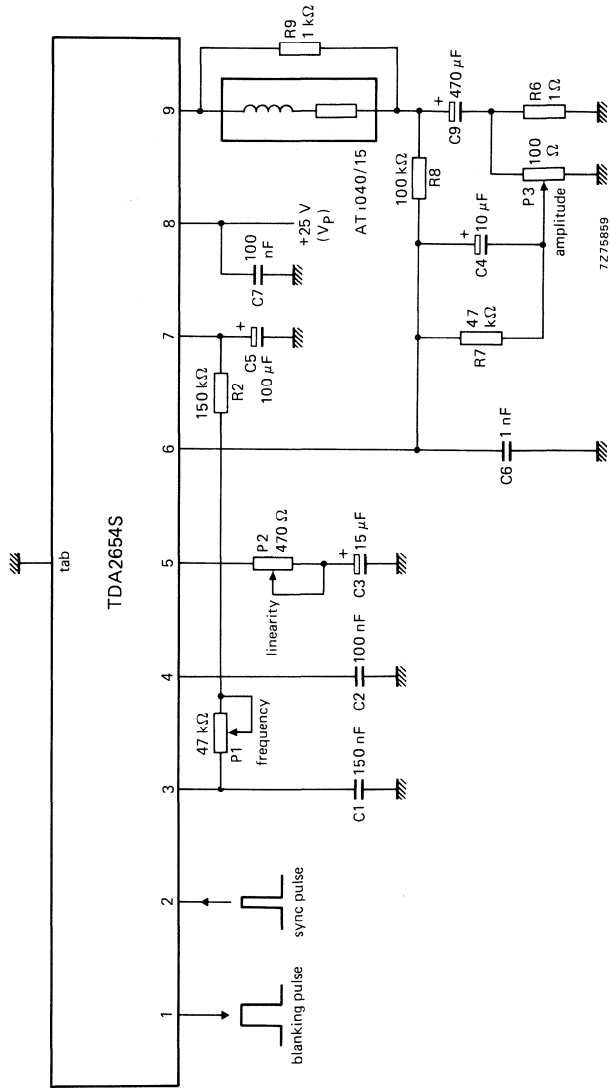 tab
TDA2654S
1
2
3
4
5
6
7
8
9
blanking pulse
sync pulse
47 kΩ
P1
frequency
C1
150 nF
C2
100 nF
linearity
P2
470 Ω
+
C3
15 μF
150 kΩ
R2
+
C5
100 μF
C7
100
nF
+25 V
(VP)
AT1040/15
R9
1 kΩ
100 kΩ
R8
+
C9
470 μF
R6
1 Ω
P3
100
Ω
amplitude
+
C4
10 μF
R7
47
kΩ
C6
1 nF
7Z75859